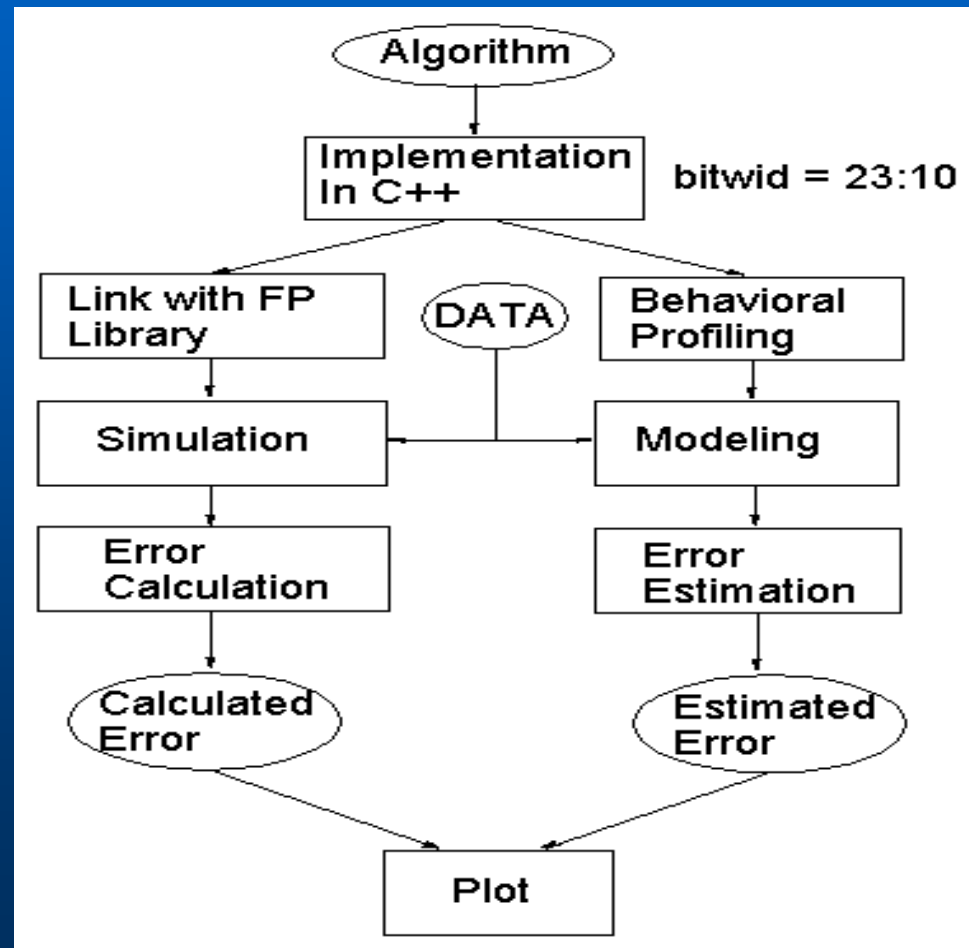 Algorithm
Implementation
In C++
bitwid = 23:10
Link with FP
Library
DATA
Behavioral
Profiling
Simulation
Modeling
Error
Calculation
Error
Estimation
Calculated
Error
Estimated
Error
Plot